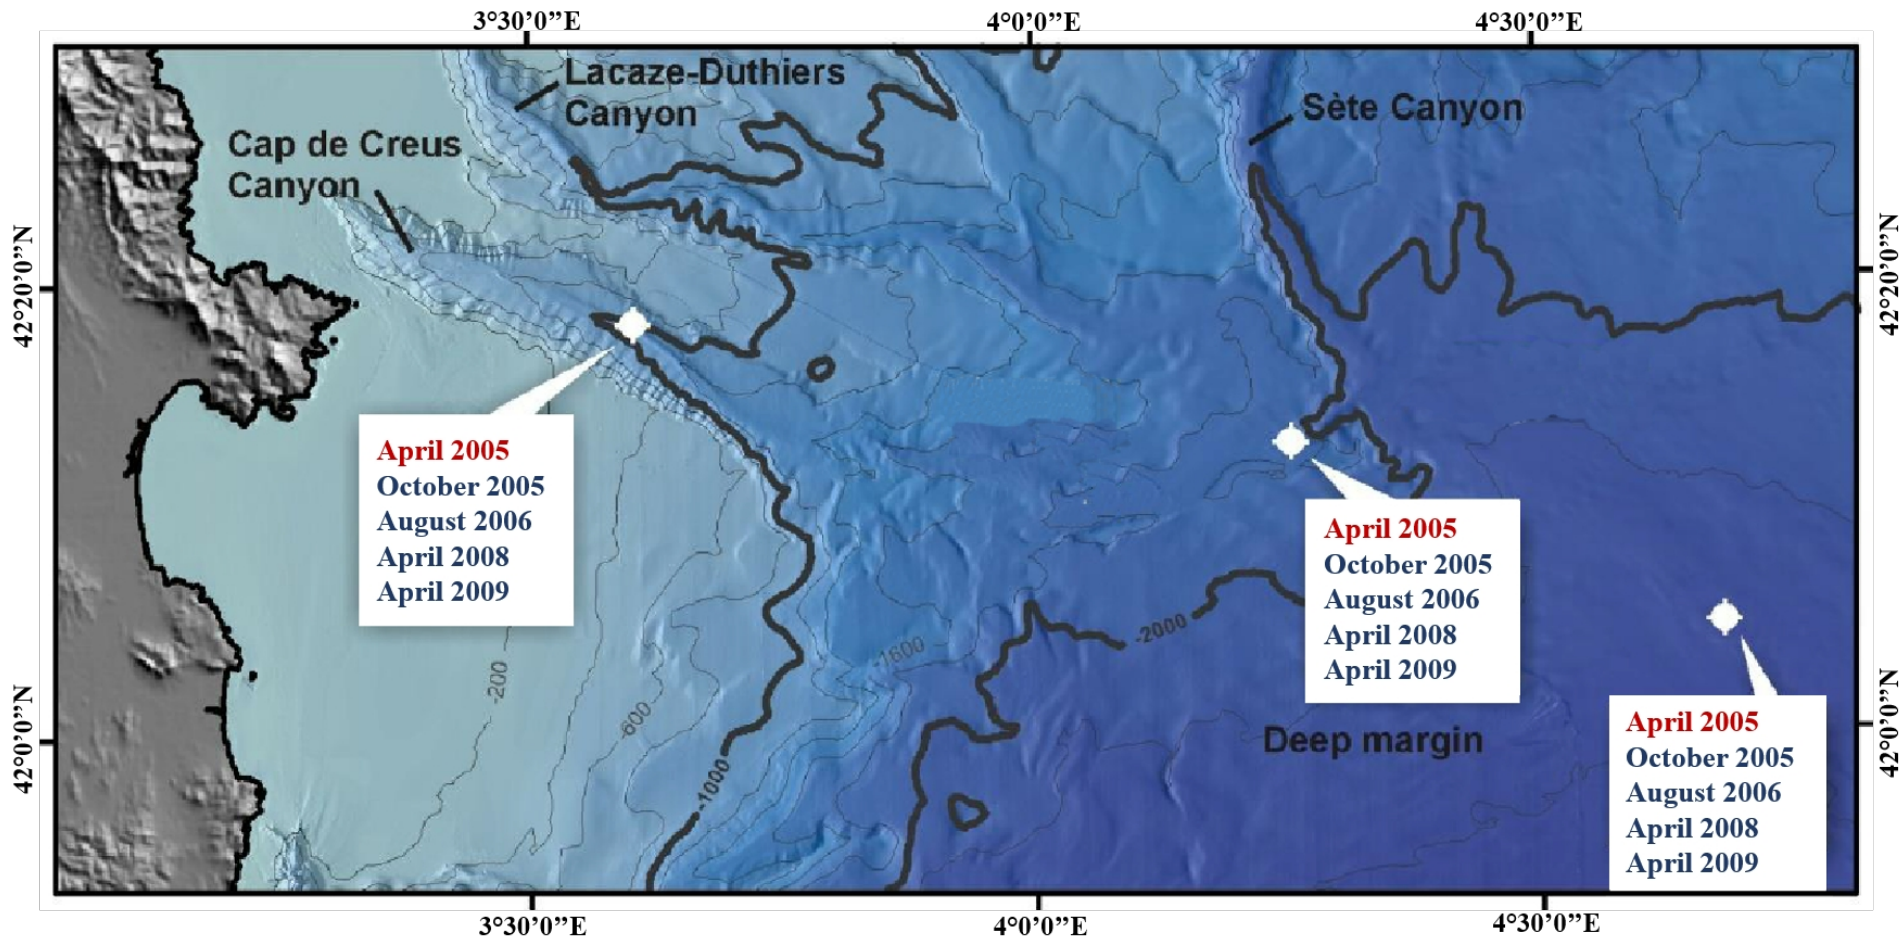 3°30’0”E
4°0’0”E
4°30’0”E
Lacaze-Duthiers
Canyon
Sète Canyon
Cap de Creus
Canyon
42°20’0”N
42°20’0”N
April 2005
October 2005
August 2006
April 2008
April 2009
April 2005
October 2005
August 2006
April 2008
April 2009
-2000
-1600
-200
-600
-1000
Deep margin
42°0’0”N
42°0’0”N
April 2005
October 2005
August 2006
April 2008
April 2009
3°30’0”E
4°0’0”E
4°30’0”E